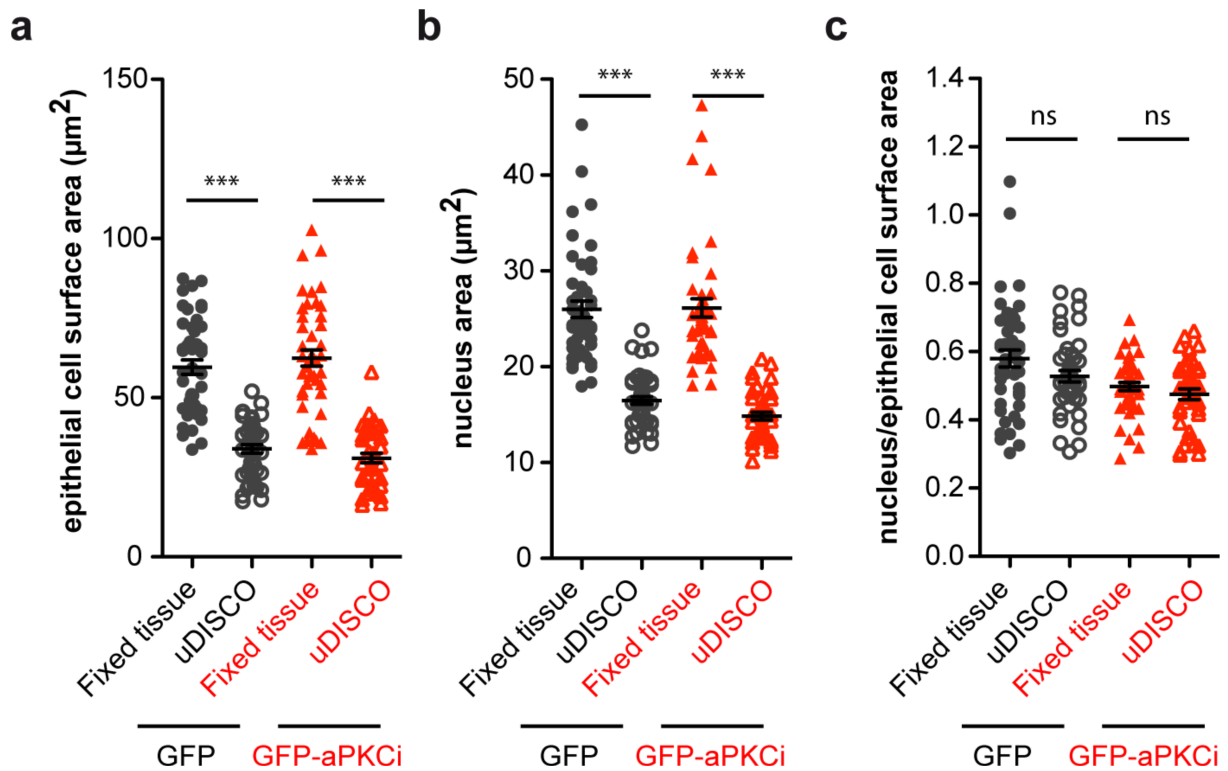 a
epithelial cell surface area (µm²)
150
100
50
0
***
***
Fixed tissue
uDISCO
Fixed tissue
uDISCO
GFP
GFP-aPKCi
b
nucleus area (µm²)
50
40
30
20
10
0
***
***
Fixed tissue
uDISCO
Fixed tissue
uDISCO
GFP
GFP-aPKCi
c
nucleus/epithelial cell surface area
1.4
1.2
1.0
0.8
0.6
0.4
0.2
0.0
ns
ns
Fixed tissue
uDISCO
Fixed tissue
uDISCO
GFP
GFP-aPKCi